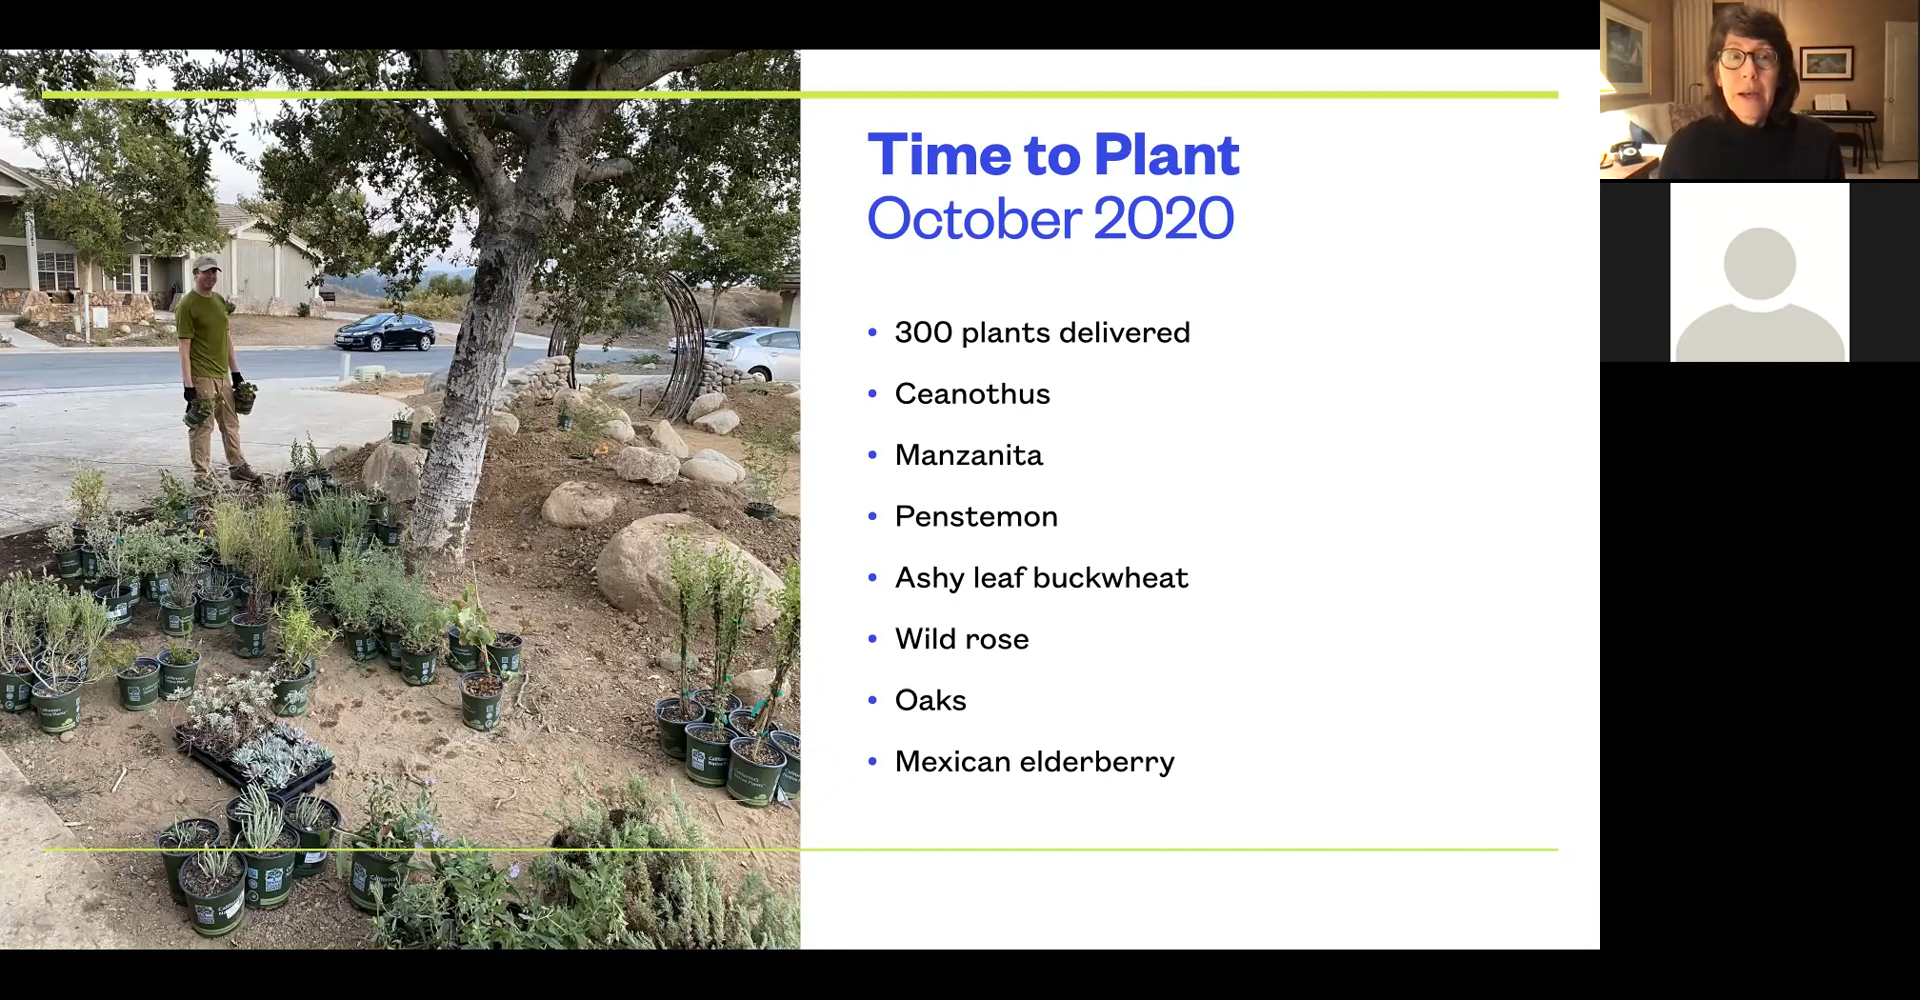 Time to Plant
October 2020
• 300 plants delivered
• Ceanothus
• Manzanita
• Penstemon
• Ashy leaf buckwheat
• Wild rose
• Oaks
• Mexican elderberry